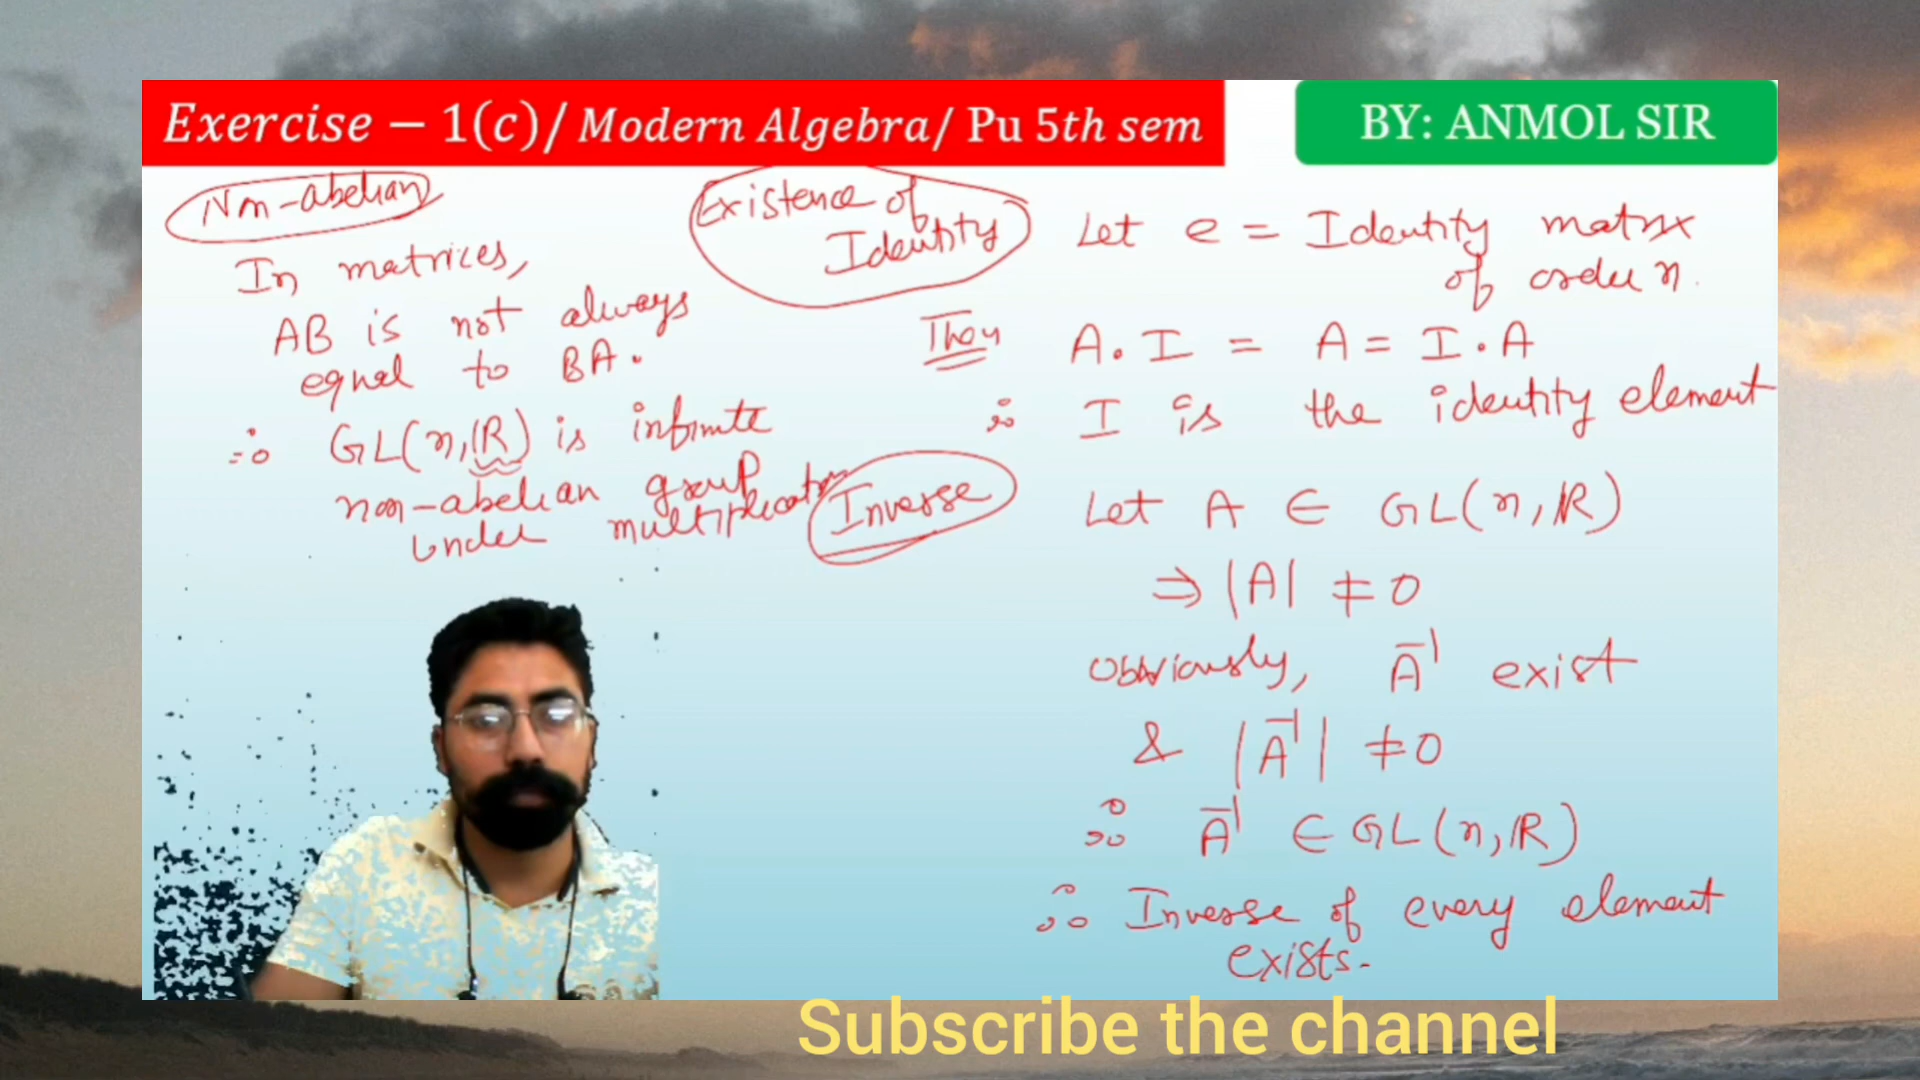 Exercise – 1(c)/ Modern Algebra/ Pu 5th sem
BY: ANMOL SIR
Non-abelian
In matrices,
AB is not always
equal to BA.
∴ GL(n,R) is infinite
non-abelian group
under multiplication
Existence of
Identity
Let e = Identity matrix
of order n.
Then A.I = A = I.A
∴ I is the identity element
Inverse
Let A ∈ GL(n,R)
⇒ |A| ≠ 0
obviously, A⁻¹ exist
& |A⁻¹| ≠ 0
∴ A⁻¹ ∈ GL(n,R)
∴ Inverse of every element
exists.
Subscribe the channel